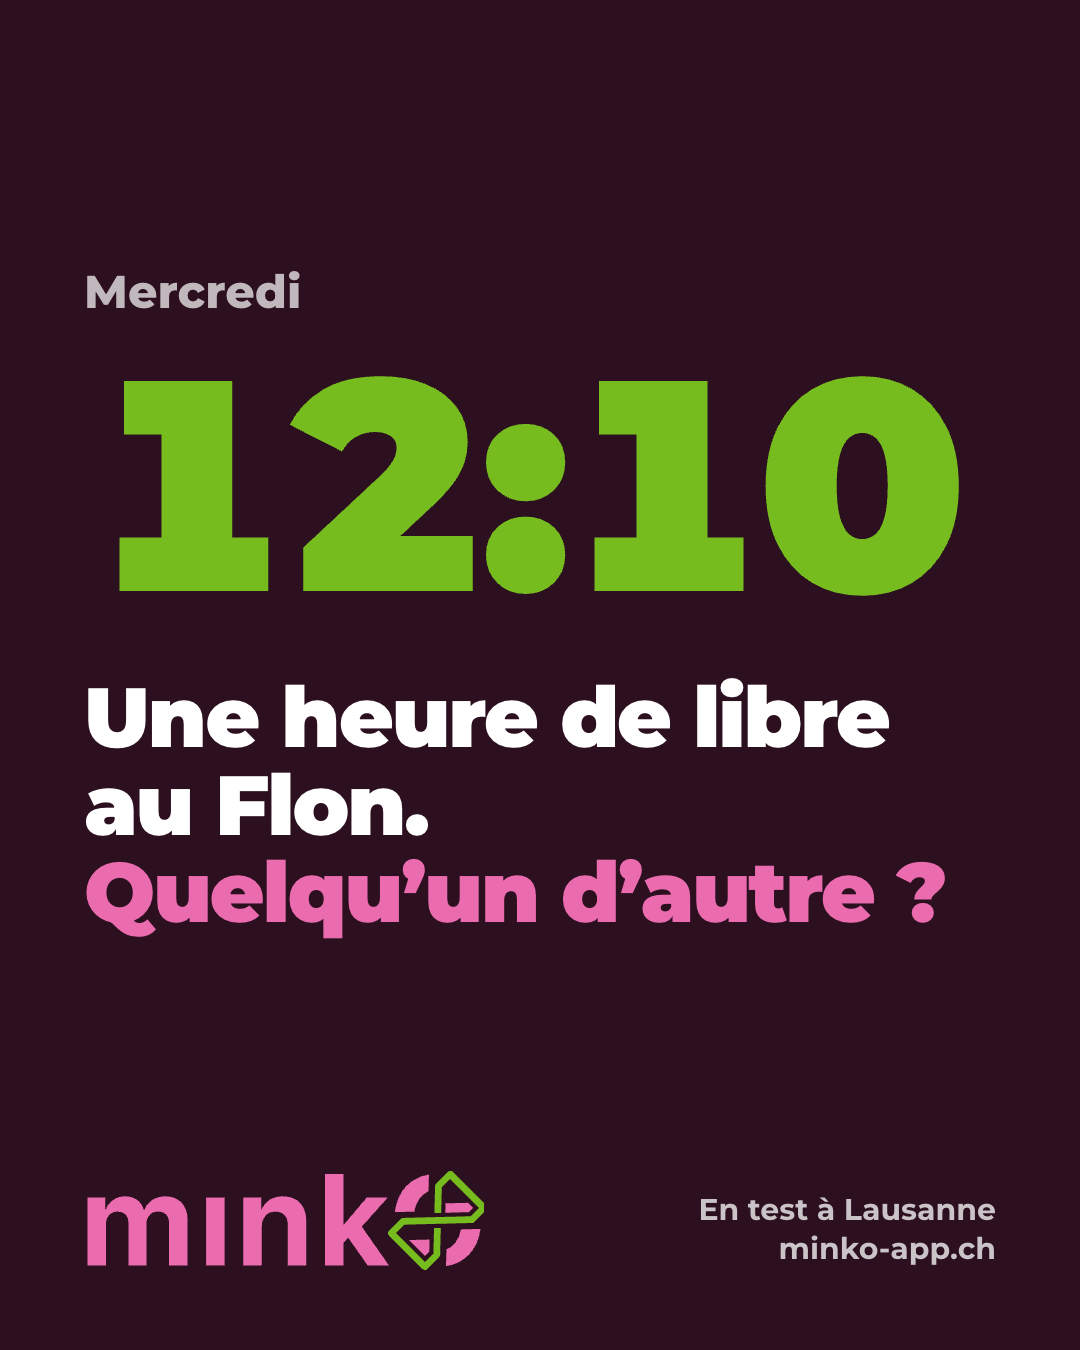 Mercredi
12:10
Une heure de libre
au Flon.
Quelqu’un d’autre ?
minko
En test à Lausanne
minko-app.ch